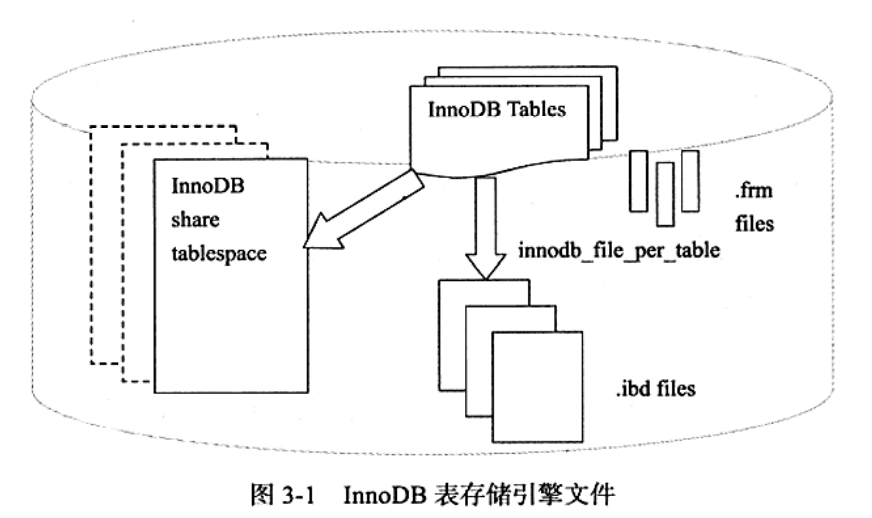 InnoDB Tables
InnoDB
share
tablespace
.frm
files
innodb_file_per_table
.ibd files
图 3-1 InnoDB 表存储引擎文件